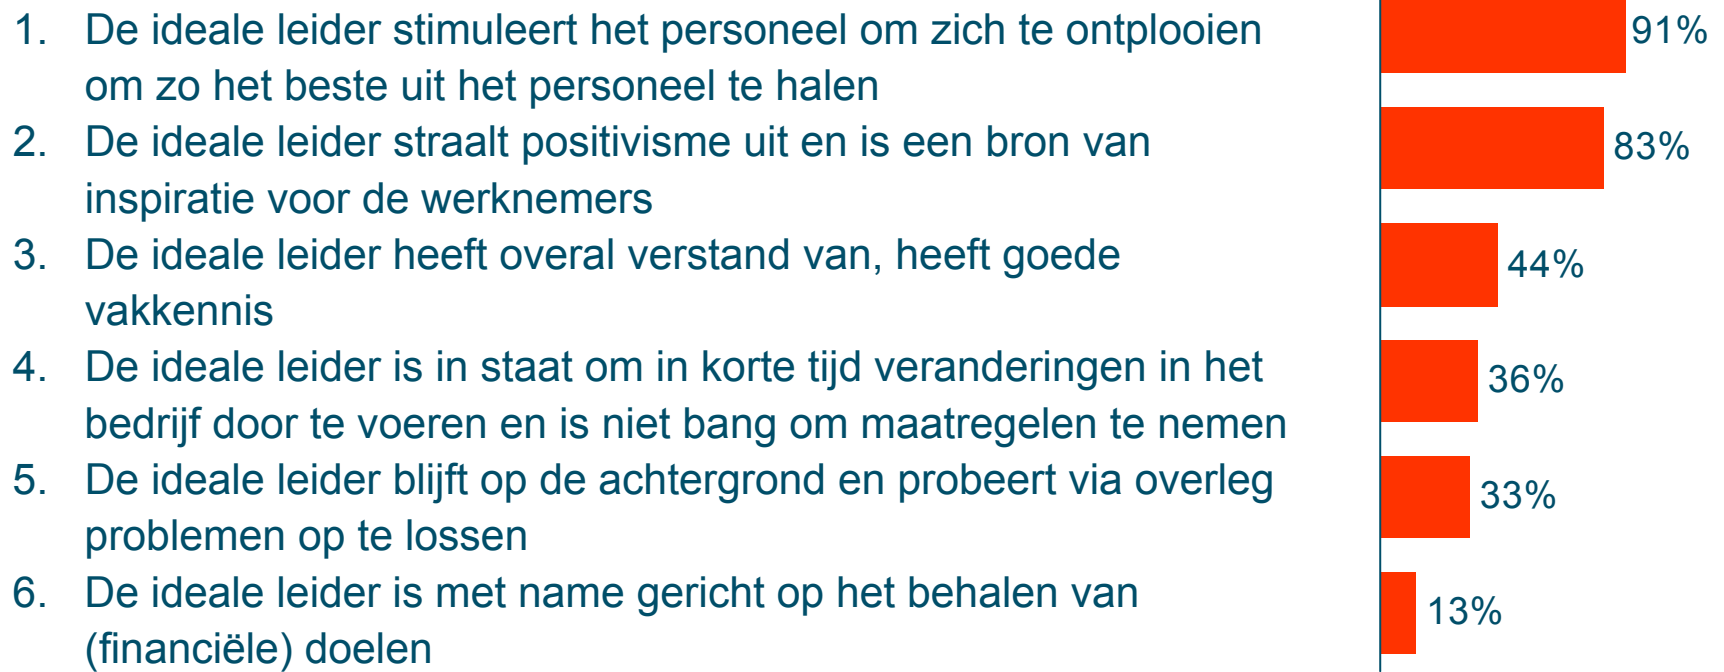 1. De ideale leider stimuleert het personeel om zich te ontplooien 91%
om zo het beste uit het personeel te halen
2. De ideale leider straalt positivisme uit en is een bron van 83%
inspiratie voor de werknemers
3. De ideale leider heeft overal verstand van, heeft goede 44%
vakkennis
4. De ideale leider is in staat om in korte tijd veranderingen in het 36%
bedrijf door te voeren en is niet bang om maatregelen te nemen
5. De ideale leider blijft op de achtergrond en probeert via overleg 33%
problemen op te lossen
6. De ideale leider is met name gericht op het behalen van 13%
(financiële) doelen